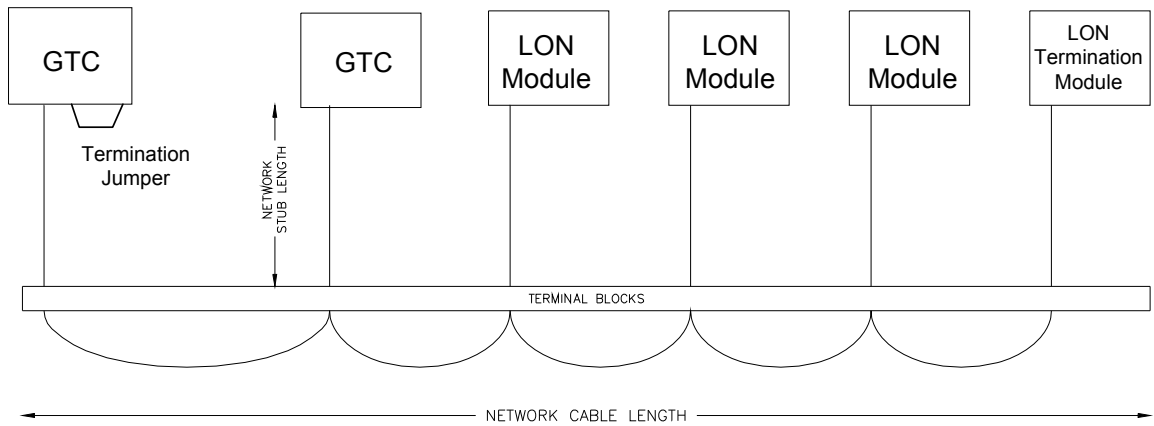 GTC
GTC
LON
Module
LON
Module
LON
Module
LON
Termination
Module
Termination
Jumper
NETWORK
STUB LENGTH
TERMINAL BLOCKS
NETWORK CABLE LENGTH